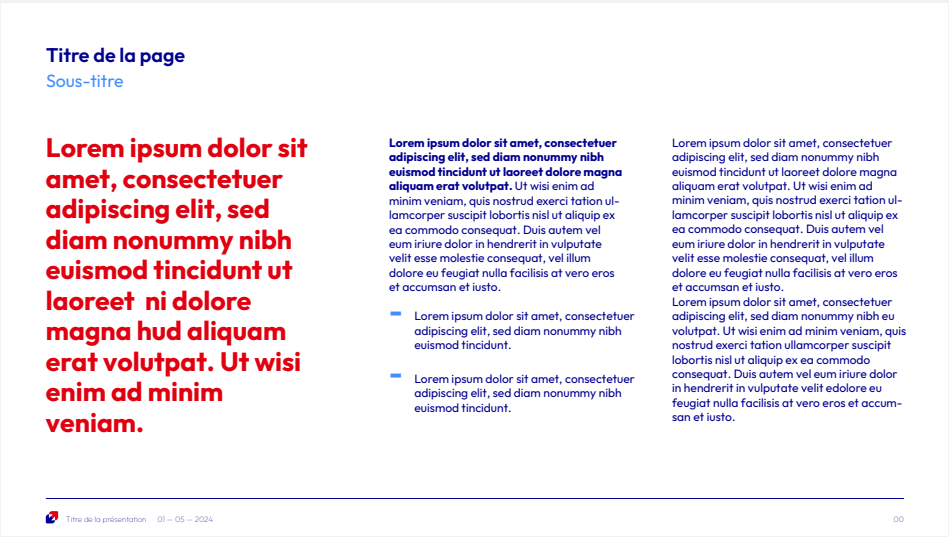 Titre de la page
Sous-titre
Lorem ipsum dolor sit
amet, consectetuer
adipiscing elit, sed
diam nonummy nibh
euismod tincidunt ut
laoreet  ni dolore
magna hud aliquam
erat volutpat. Ut wisi
enim ad minim
veniam.
Lorem ipsum dolor sit amet, consectetuer
adipiscing elit, sed diam nonummy nibh
euismod tincidunt ut laoreet dolore magna
aliquam erat volutpat. Ut wisi enim ad
minim veniam, quis nostrud exerci tation ul-
lamcorper suscipit lobortis nisl ut aliquip ex
ea commodo consequat. Duis autem vel
eum iriure dolor in hendrerit in vulputate
velit esse molestie consequat, vel illum
dolore eu feugiat nulla facilisis at vero eros
et accumsan et iusto.
Lorem ipsum dolor sit amet, consectetuer
adipiscing elit, sed diam nonummy nibh
euismod tincidunt.
Lorem ipsum dolor sit amet, consectetuer
adipiscing elit, sed diam nonummy nibh
euismod tincidunt.
Lorem ipsum dolor sit amet, consectetuer
adipiscing elit, sed diam nonummy nibh
euismod tincidunt ut laoreet dolore magna
aliquam erat volutpat. Ut wisi enim ad
minim veniam, quis nostrud exerci tation ul-
lamcorper suscipit lobortis nisl ut aliquip ex
ea commodo consequat. Duis autem vel
eum iriure dolor in hendrerit in vulputate
velit esse molestie consequat, vel illum
dolore eu feugiat nulla facilisis at vero eros
et accumsan et iusto.
Lorem ipsum dolor sit amet, consectetuer
adipiscing elit, sed diam nonummy nibh eu
volutpat. Ut wisi enim ad minim veniam, quis
nostrud exerci tation ullamcorper suscipit
lobortis nisl ut aliquip ex ea commodo
consequat. Duis autem vel eum iriure dolor
in hendrerit in vulputate velit edolore eu
feugiat nulla facilisis at vero eros et accum-
san et iusto.
Titre de la présentation 01 — 05 — 2024
00